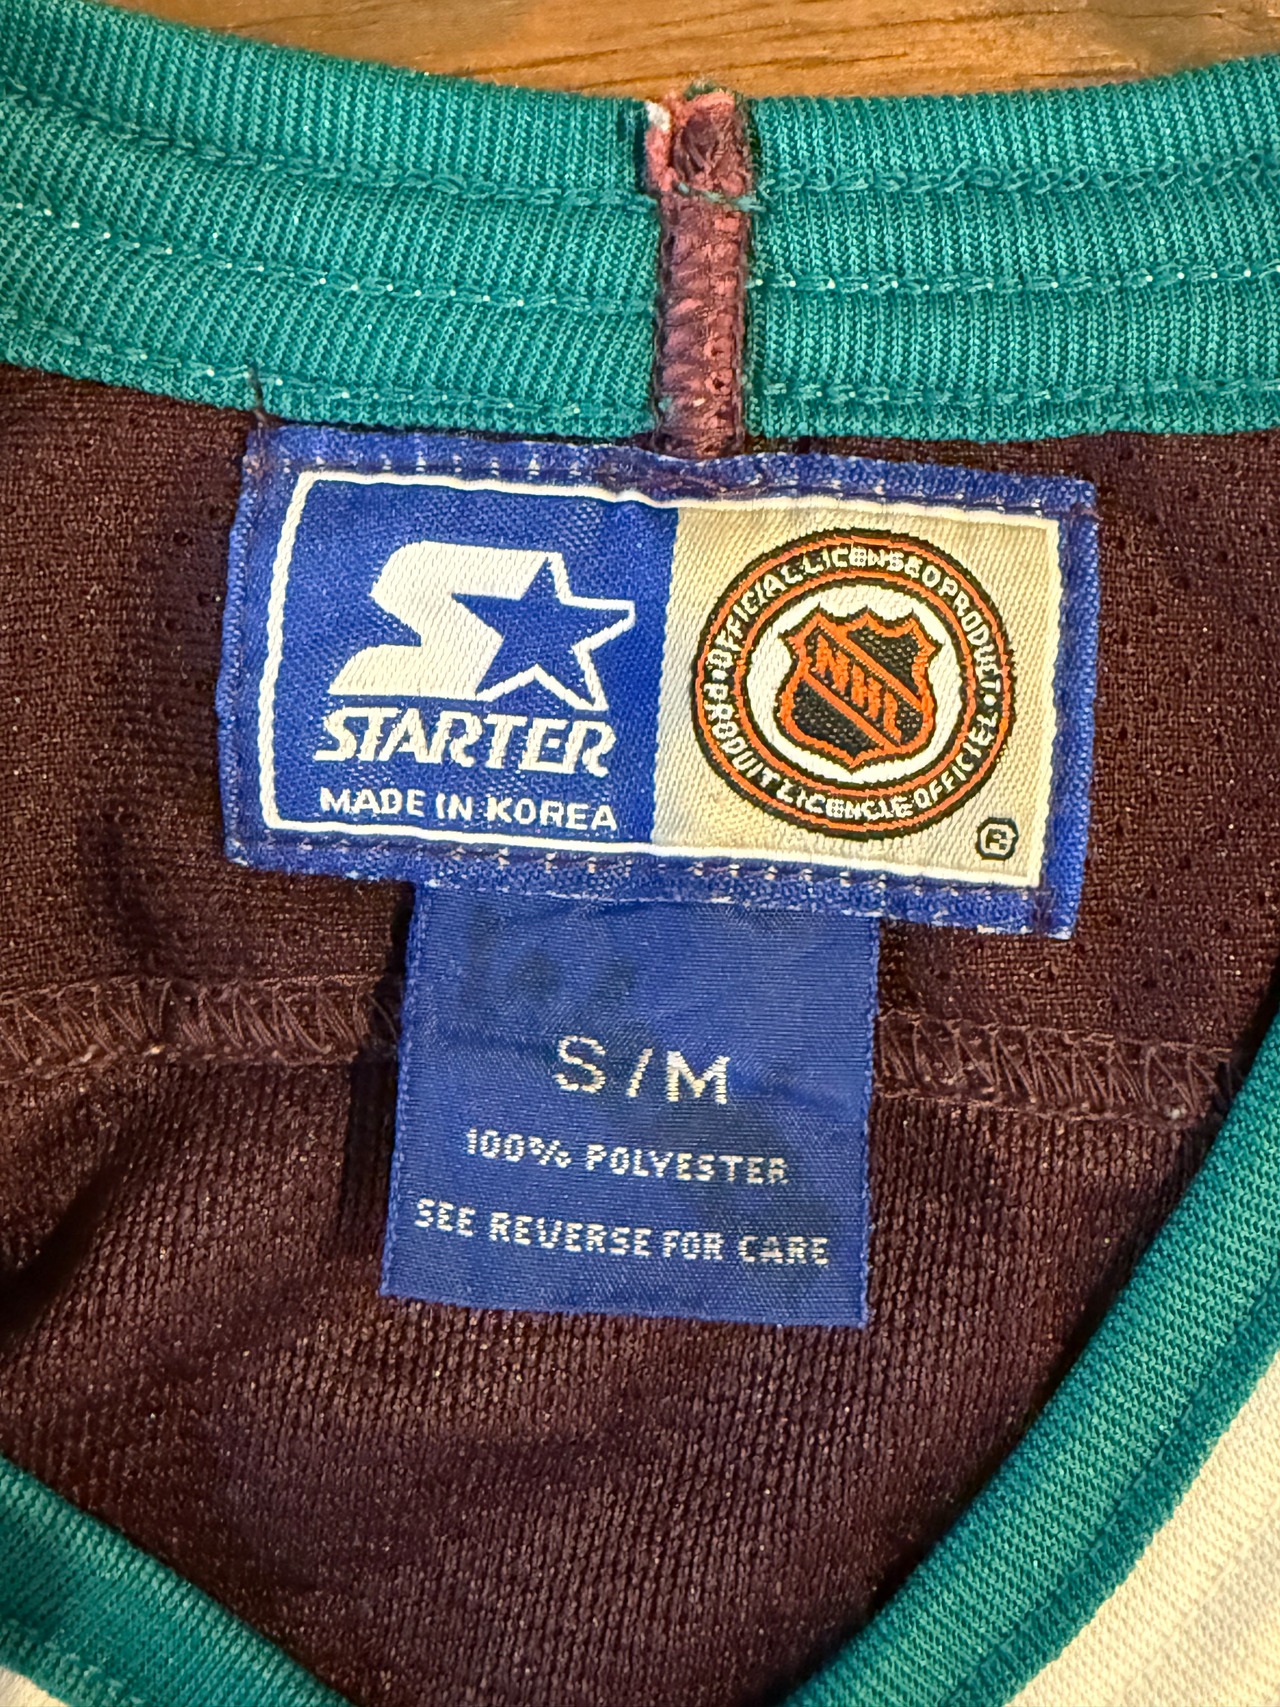 STARTER
MADE IN KOREA
OFFICIAL LICENSED PRODUCT •
PRODUIT LICENCIE OFFICIEL •
NHL
®
S/M
100% POLYESTER
SEE REVERSE FOR CARE